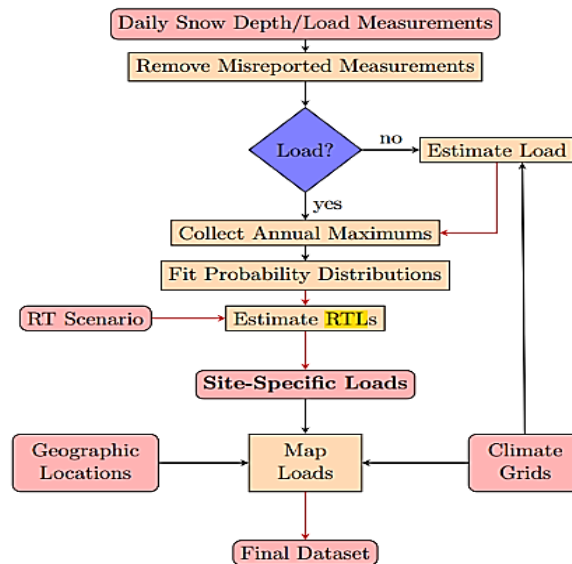 Daily Snow Depth/Load Measurements
Remove Misreported Measurements
Load?
no
Estimate Load
yes
Collect Annual Maximums
Fit Probability Distributions
RT Scenario
Estimate RTLs
Site-Specific Loads
Geographic
Locations
Map
Loads
Climate
Grids
Final Dataset